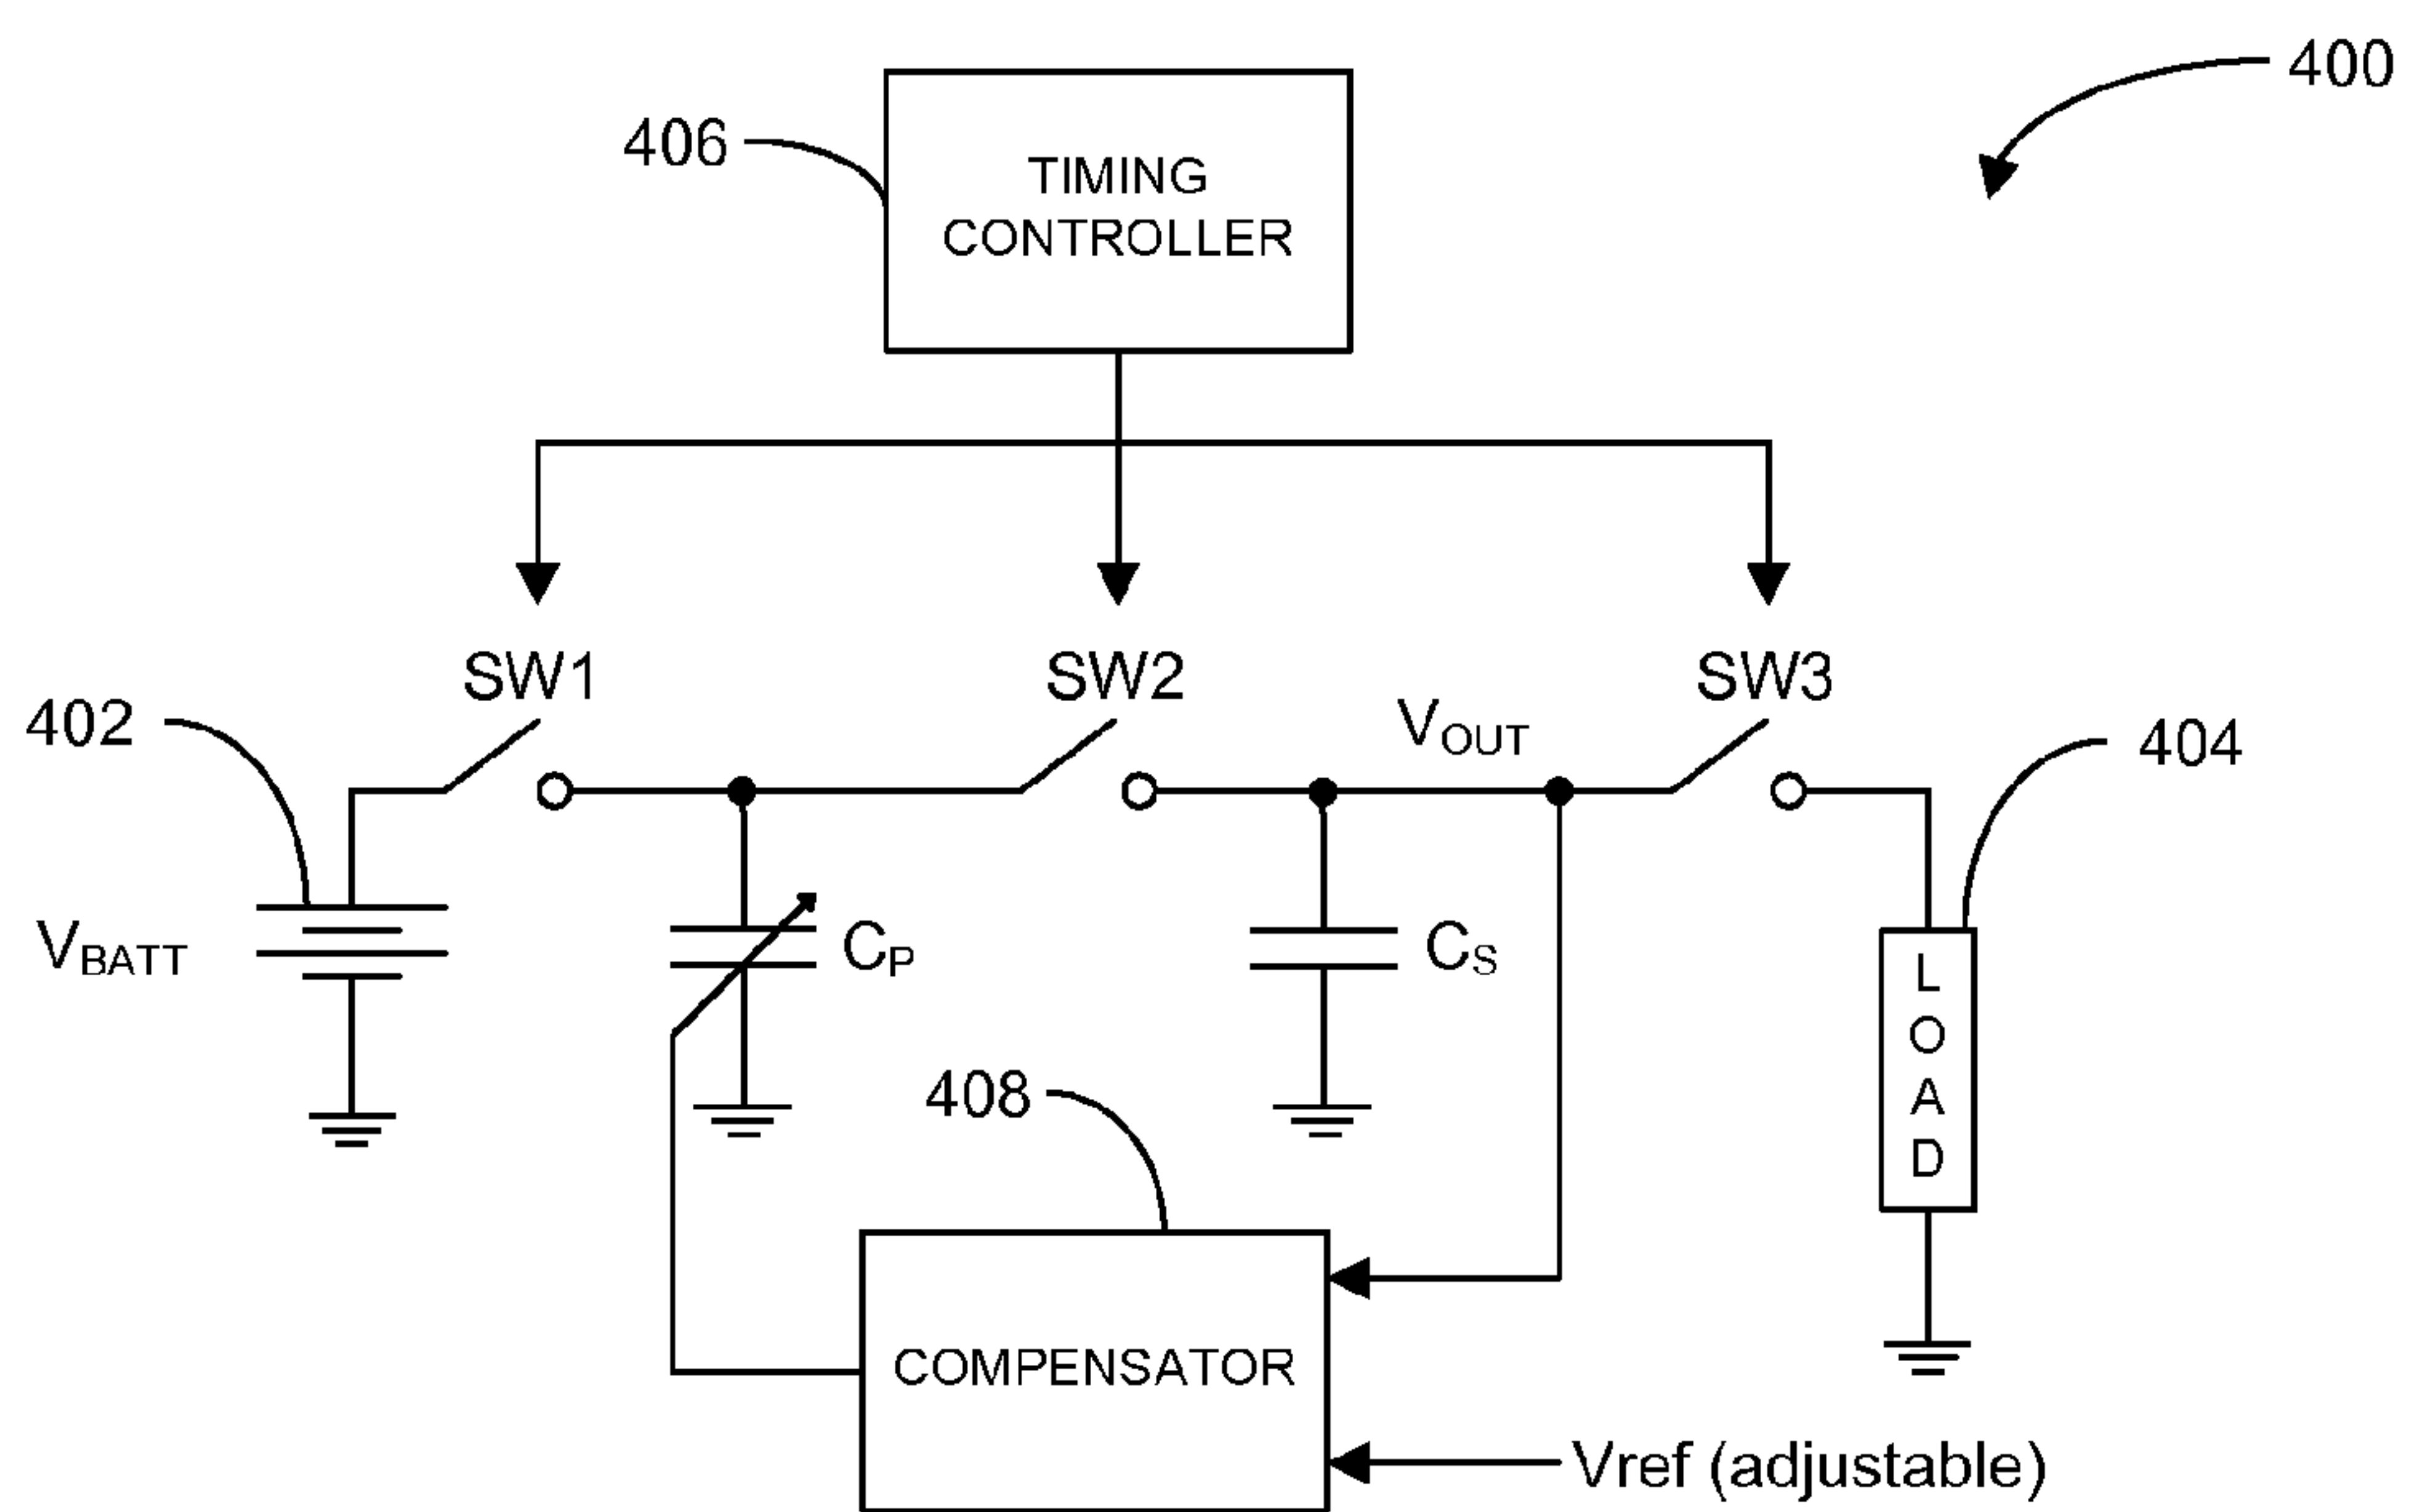 400
406
TIMING
CONTROLLER
SW1
SW2
SW3
402
VOUT
404
VBATT
CP
CS
L
O
A
D
408
COMPENSATOR
Vref (adjustable)